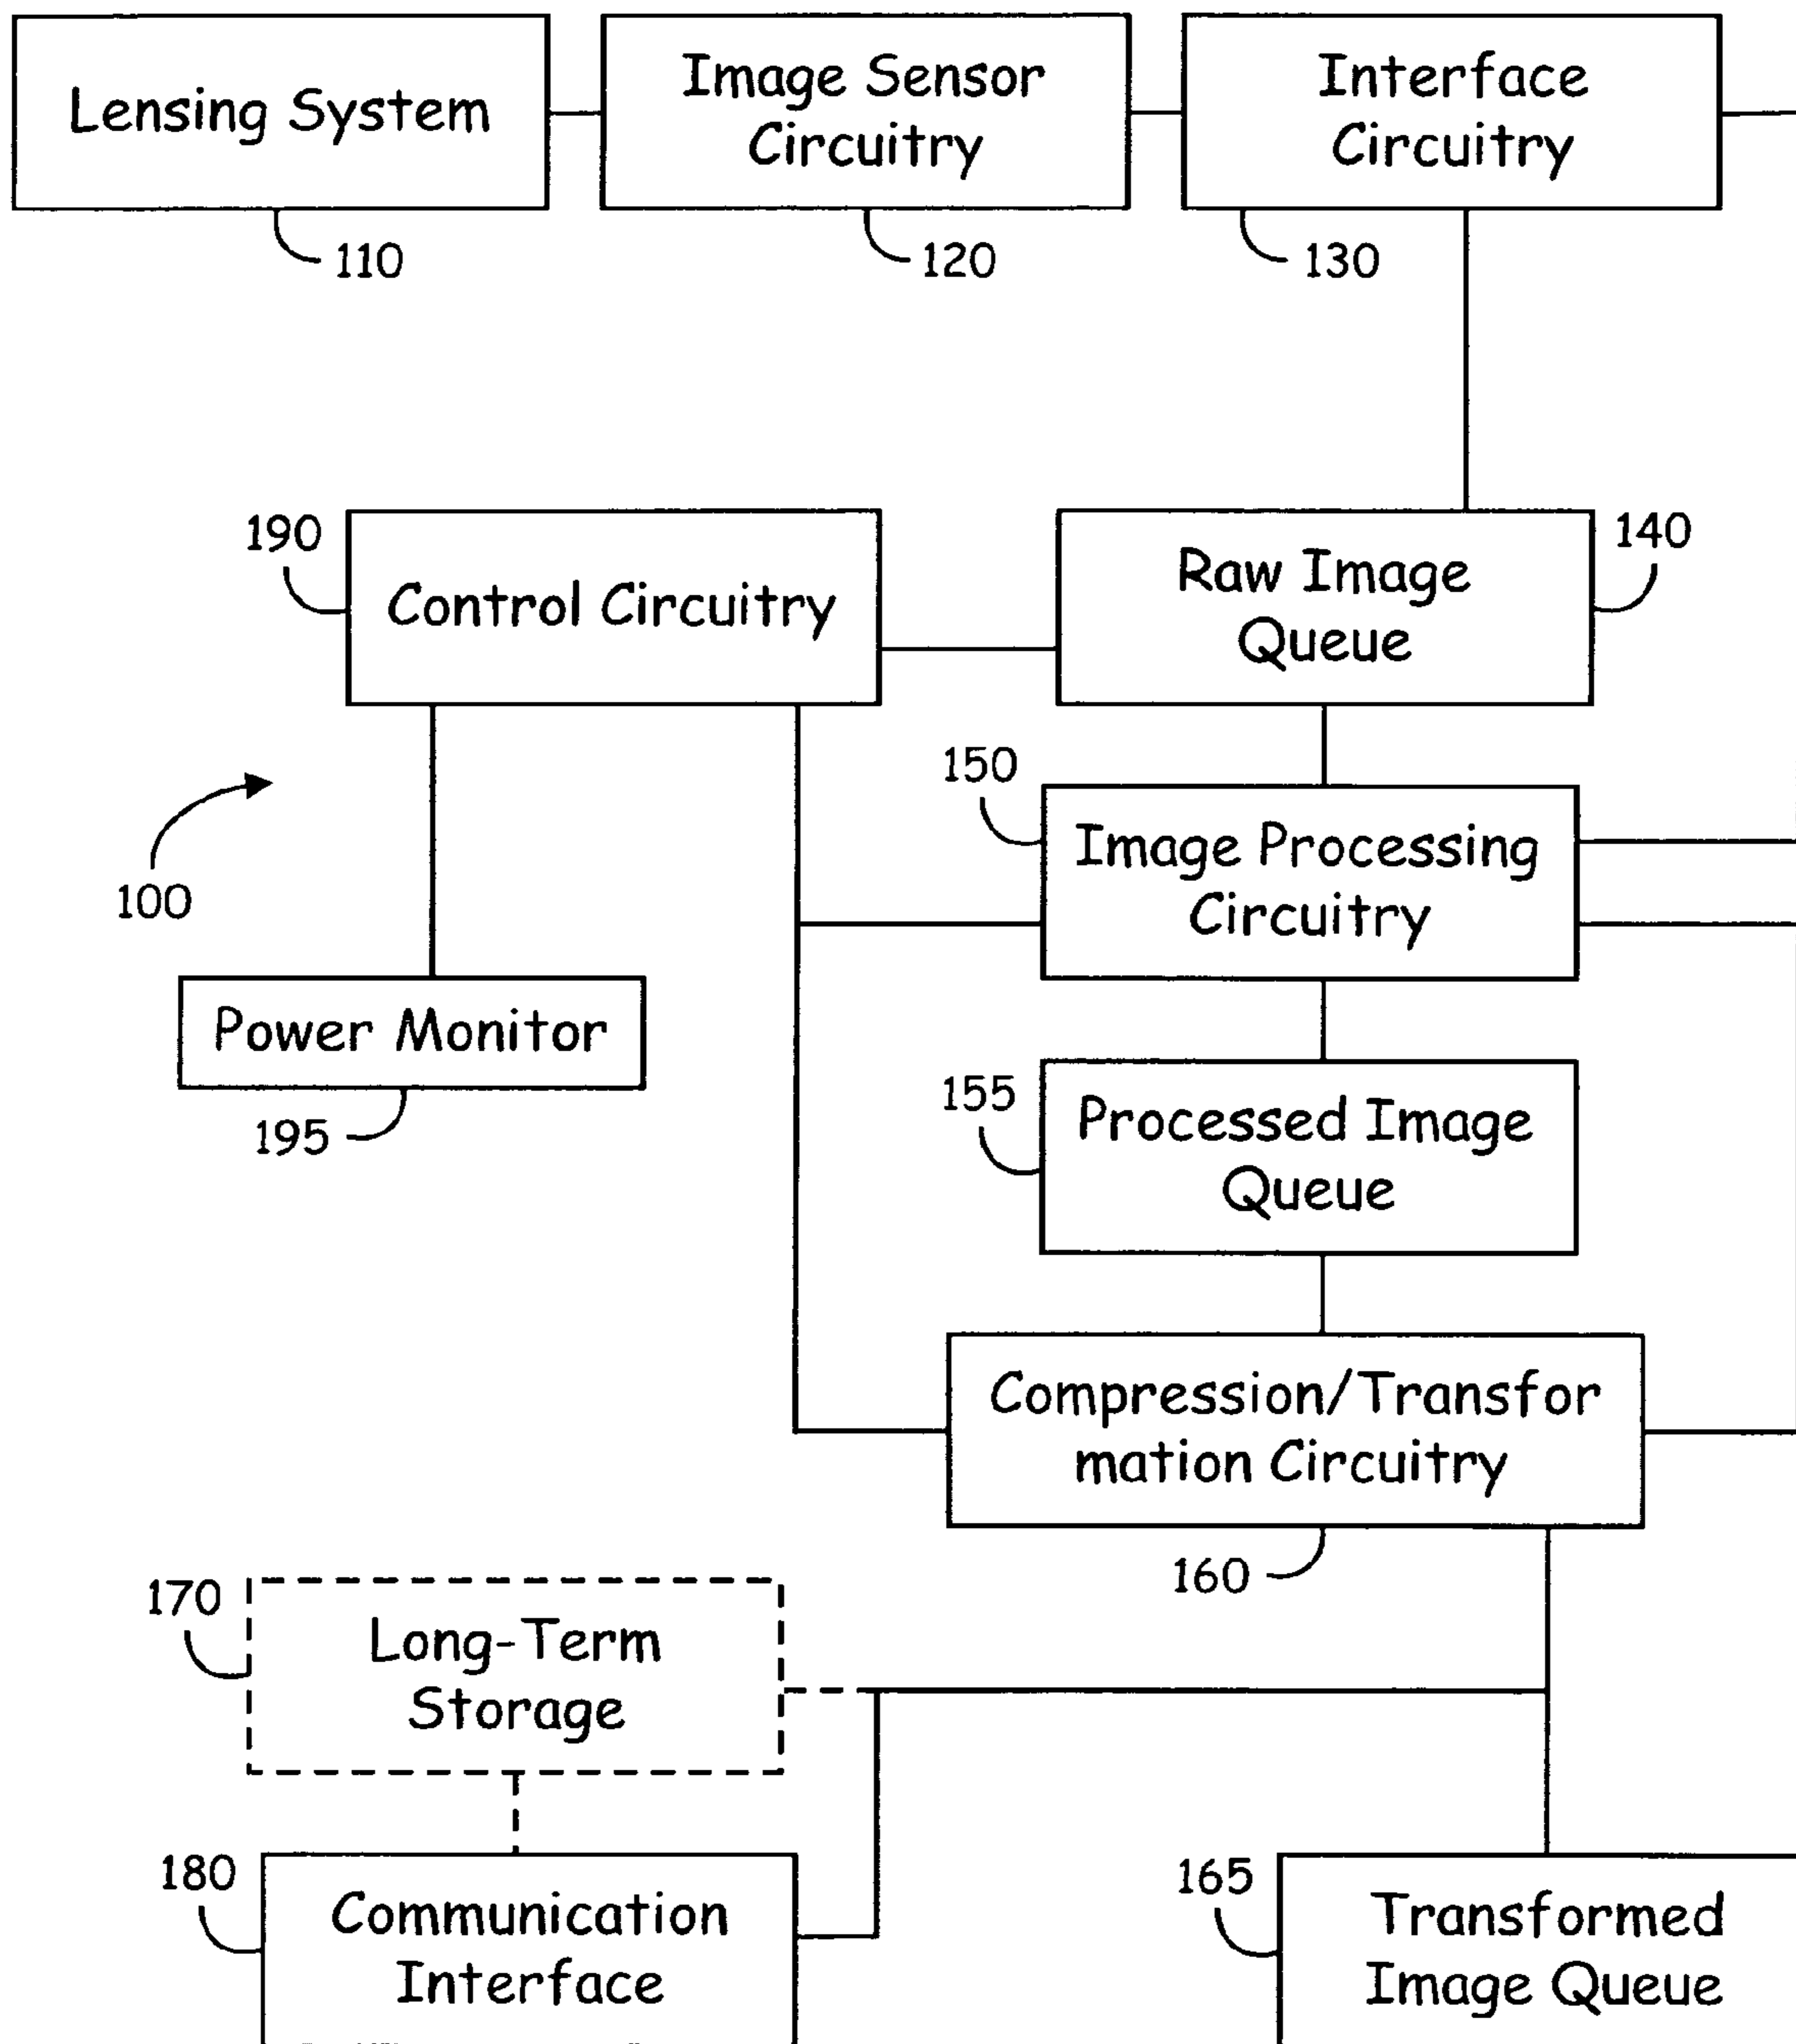 Lensing System
Image Sensor
Circuitry
Interface
Circuitry
110
120
130
190
Control Circuitry
Raw Image
Queue
140
150
Image Processing
Circuitry
100
Power Monitor
195
155
Processed Image
Queue
Compression/Transfor
mation Circuitry
160
170
Long-Term
Storage
180
Communication
Interface
165
Transformed
Image Queue